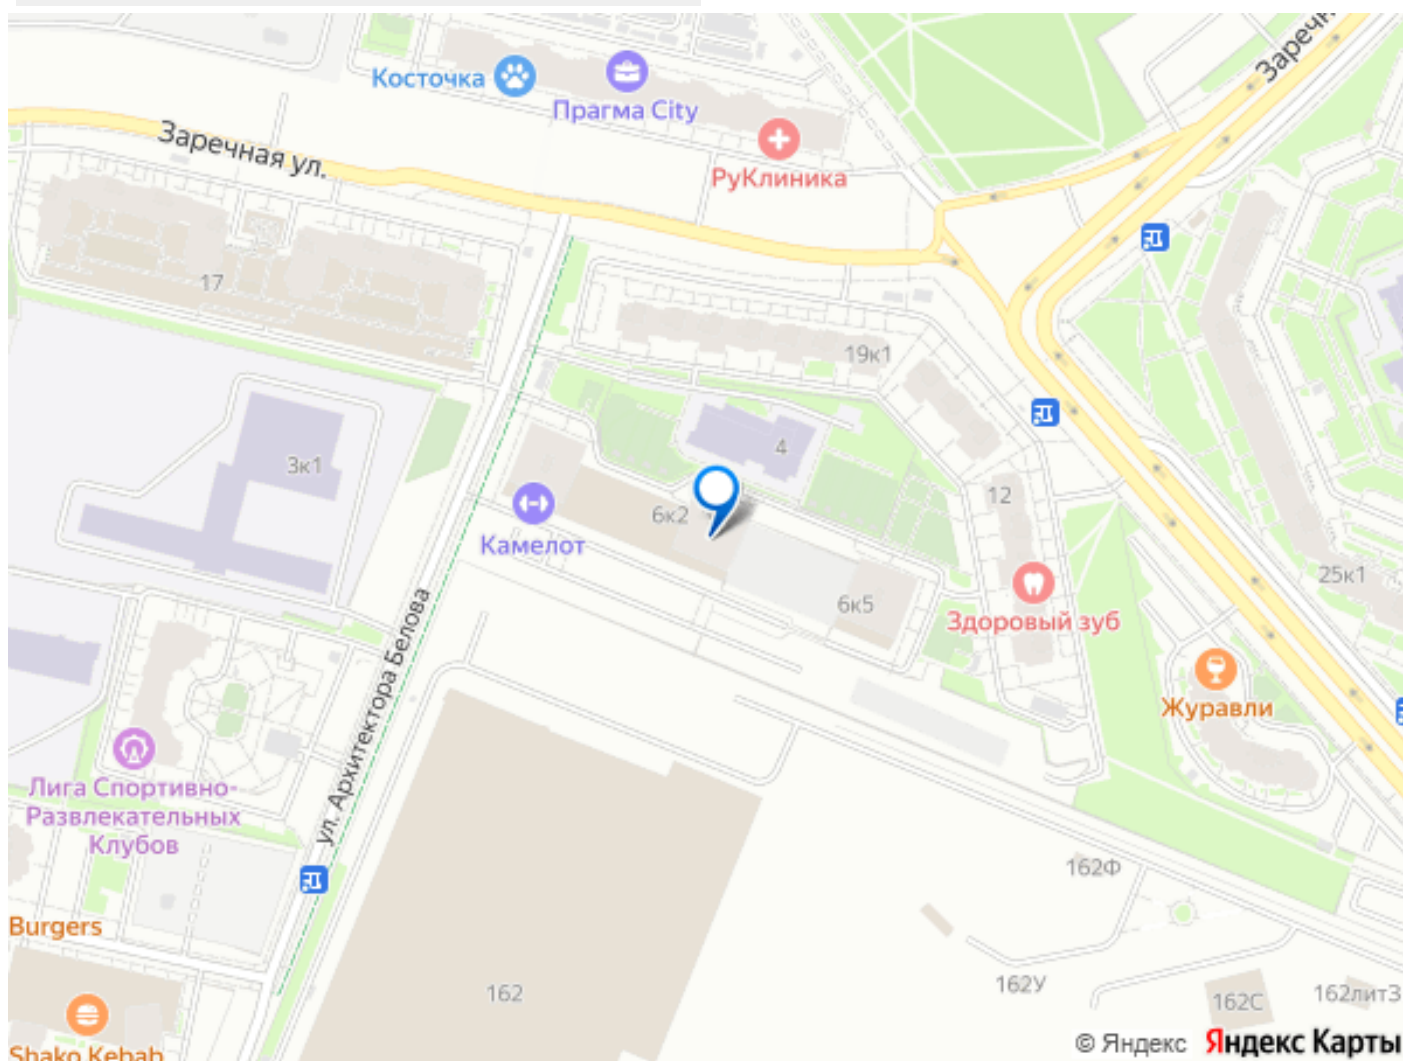 Заречн
Косточка
Прагма City
Заречная ул.
РуКлиника
17
19к1
4
3к1
12
6к2
Камелот
25к1
6к5
Здоровый зуб
ул. Архитектора Белова
Журавли
Лига Спортивно-
Развлекательных
Клубов
162Ф
Burgers
162У
162
162С
162лит3
© Яндекс Яндекс Карты
Shako Kebab